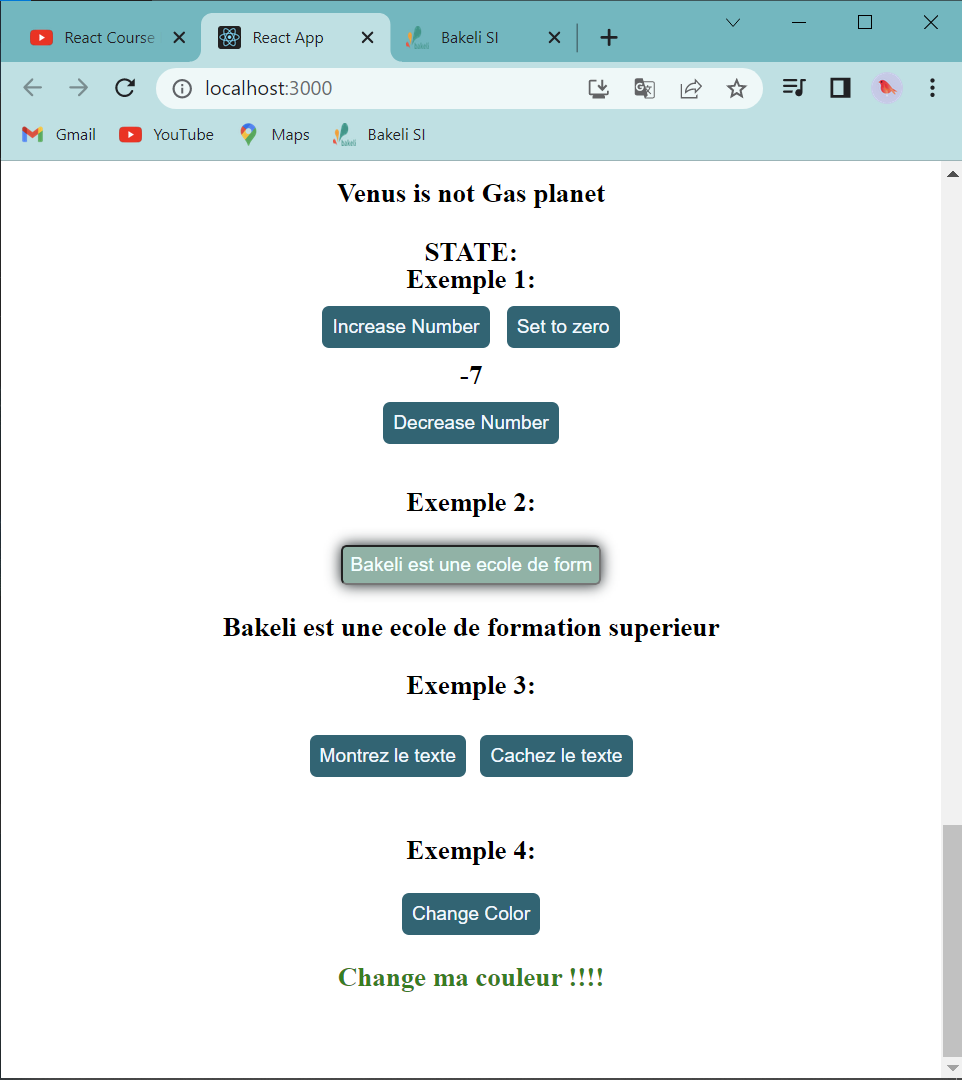 React Course
React App
Bakeli SI
localhost:3000
Gmail
YouTube
Maps
bakeli
Bakeli SI
Venus is not Gas planet
STATE:
Exemple 1:
Increase Number
Set to zero
-7
Decrease Number
Exemple 2:
Bakeli est une ecole de form
Bakeli est une ecole de formation superieur
Exemple 3:
Montrez le texte
Cachez le texte
Exemple 4:
Change Color
Change ma couleur !!!!